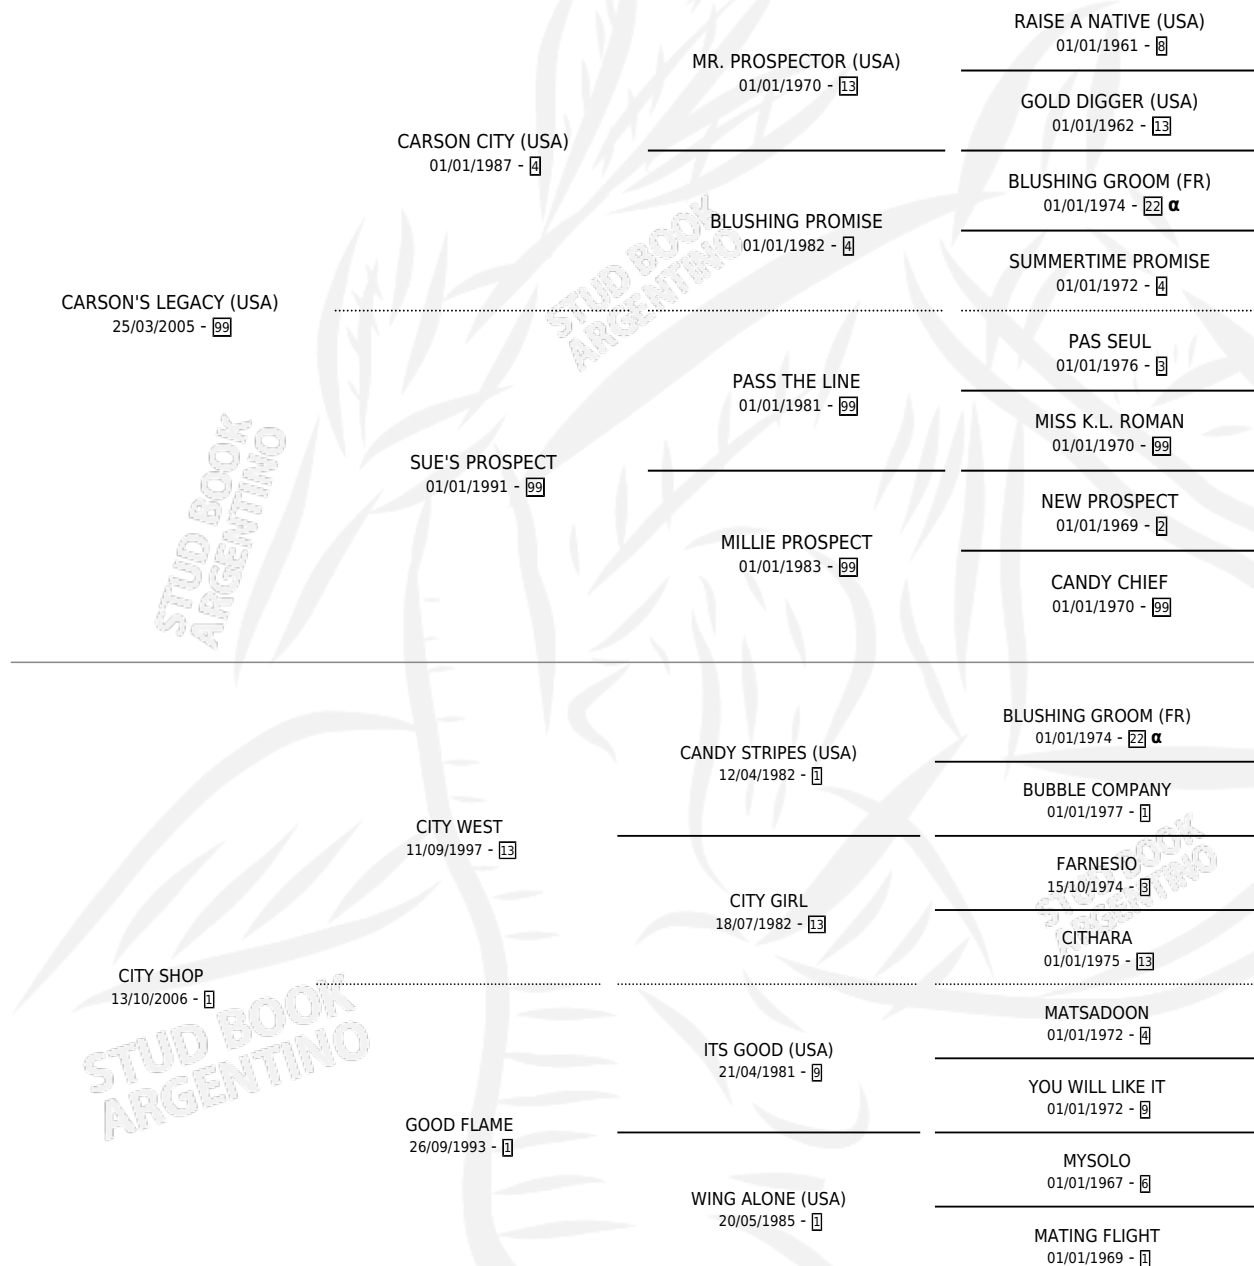 RAISE A NATIVE (USA)
01/01/1961 - 8
MR. PROSPECTOR (USA)
01/01/1970 - 13
GOLD DIGGER (USA)
01/01/1962 - 13
CARSON CITY (USA)
01/01/1987 - 4
BLUSHING GROOM (FR)
01/01/1974 - 22 α
BLUSHING PROMISE
01/01/1982 - 4
SUMMERTIME PROMISE
01/01/1972 - 4
CARSON'S LEGACY (USA)
25/03/2005 - 99
STUD BOOK
ARGENTINO
PAS SEUL
01/01/1976 - 3
PASS THE LINE
01/01/1981 - 99
MISS K.L. ROMAN
01/01/1970 - 99
SUE'S PROSPECT
01/01/1991 - 99
NEW PROSPECT
01/01/1969 - 2
MILLIE PROSPECT
01/01/1983 - 99
CANDY CHIEF
01/01/1970 - 99
STUD BOOK
ARGENTINO
BLUSHING GROOM (FR)
01/01/1974 - 22 α
CANDY STRIPES (USA)
12/04/1982 - 1
BUBBLE COMPANY
01/01/1977 - 1
CITY WEST
11/09/1997 - 13
FARNESIO
15/10/1974 - 3
CITY GIRL
18/07/1982 - 13
CITHARA
01/01/1975 - 13
STUD BOOK
ARGENTINO
CITY SHOP
13/10/2006 - 1
MATSADOON
01/01/1972 - 4
ITS GOOD (USA)
21/04/1981 - 9
YOU WILL LIKE IT
01/01/1972 - 9
STUD BOOK
ARGENTINO
GOOD FLAME
26/09/1993 - 1
MYSOLO
01/01/1967 - 6
WING ALONE (USA)
20/05/1985 - 1
MATING FLIGHT
01/01/1969 - 1